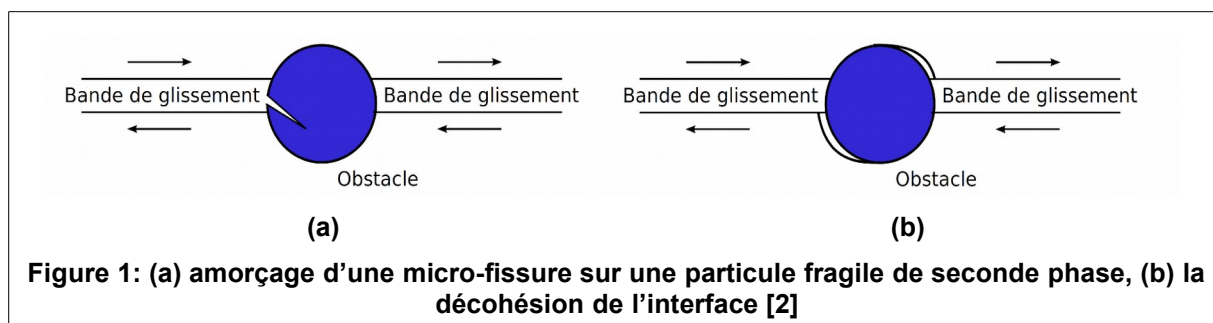 Bande de glissement Bande de glissement Bande de glissement Bande de glissement
Obstacle Obstacle
(a) (b)
Figure 1: (a) amorçage d’une micro-fissure sur une particule fragile de seconde phase, (b) la
décohésion de l’interface [2]